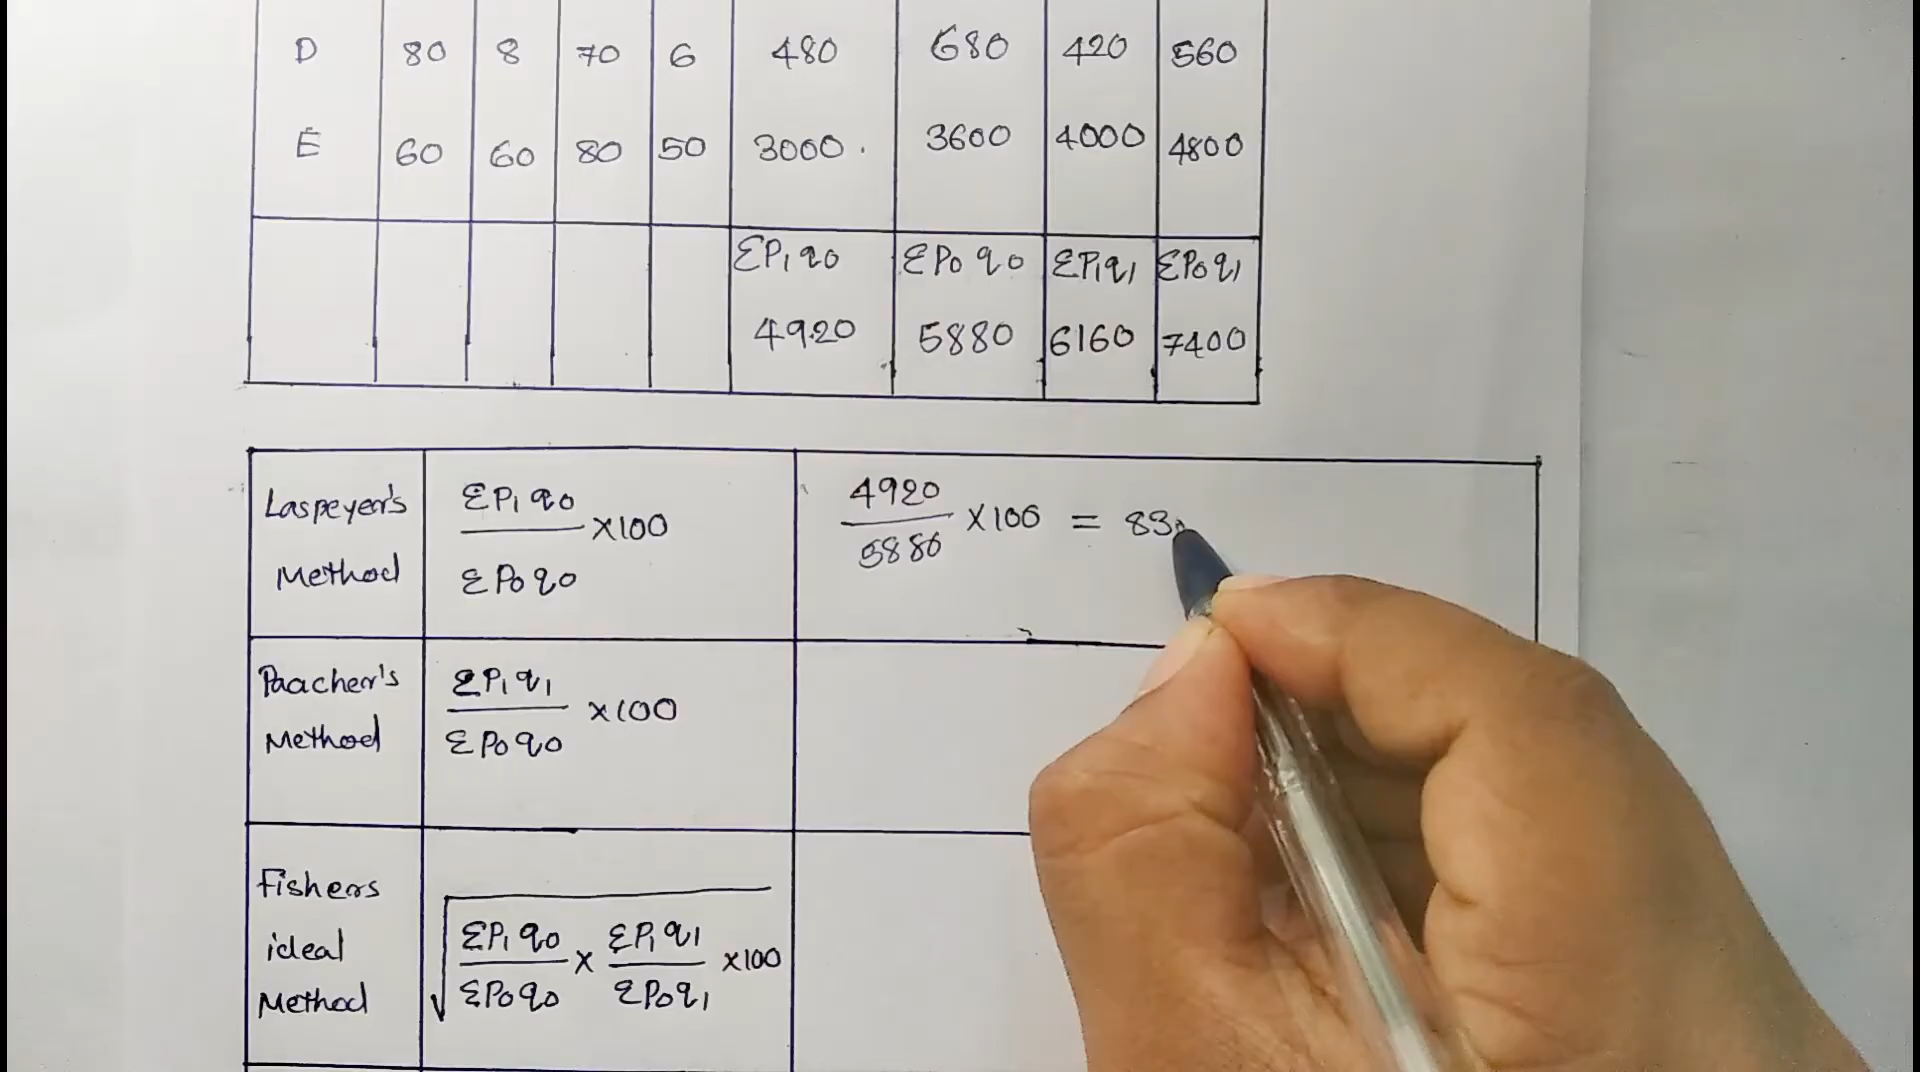 D 80 8 70 6 480 680 420 560
E 60 60 80 50 3000. 3600 4000 4800
ΣP₁q₀ ΣP₀q₀ ΣP₁q₁ ΣP₀q₁
4920 5880 6160 7400
Laspeyer's
Method
ΣP₁q₀
×100
ΣP₀q₀
4920
×100 = 83.
5880
Paacher's
Method
ΣP₁q₁
×100
ΣP₀q₀
Fishers
ideal
Method
√ ΣP₁q₀ × ΣP₁q₁ ×100
ΣP₀q₀ ΣP₀q₁